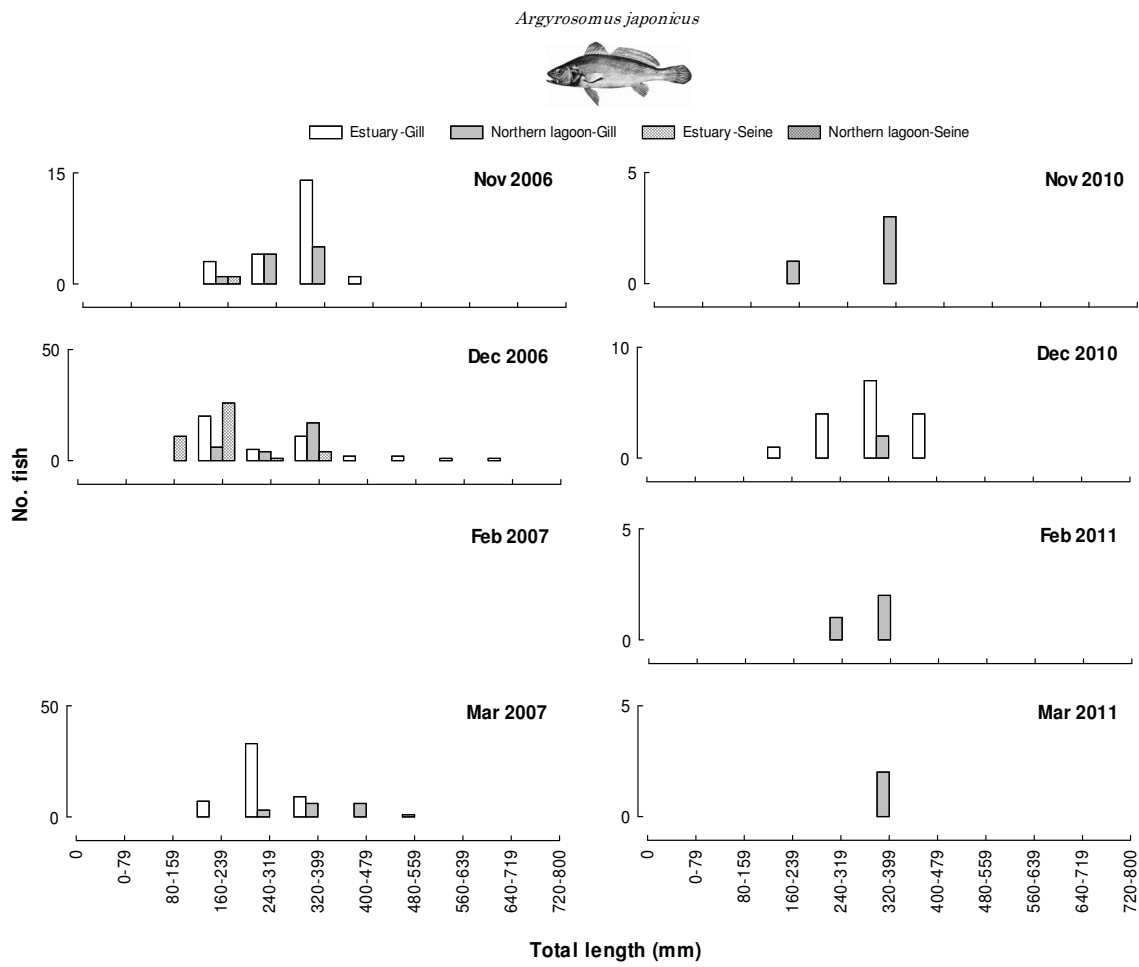 Argyrosomus japonicus
Estuary-Gill Northern lagoon-Gill Estuary-Seine Northern lagoon-Seine
15
0
Nov 2006
5
0
Nov 2010
50
0
Dec 2006
10
0
Dec 2010
No. fish
Feb 2007
5
0
Feb 2011
50
0
Mar 2007
5
0
Mar 2011
0 0-79 80-159 160-239 240-319 320-399 400-479 480-559 560-639 640-719 720-800
0 0-79 80-159 160-239 240-319 320-399 400-479 480-559 560-639 640-719 720-800
Total length (mm)